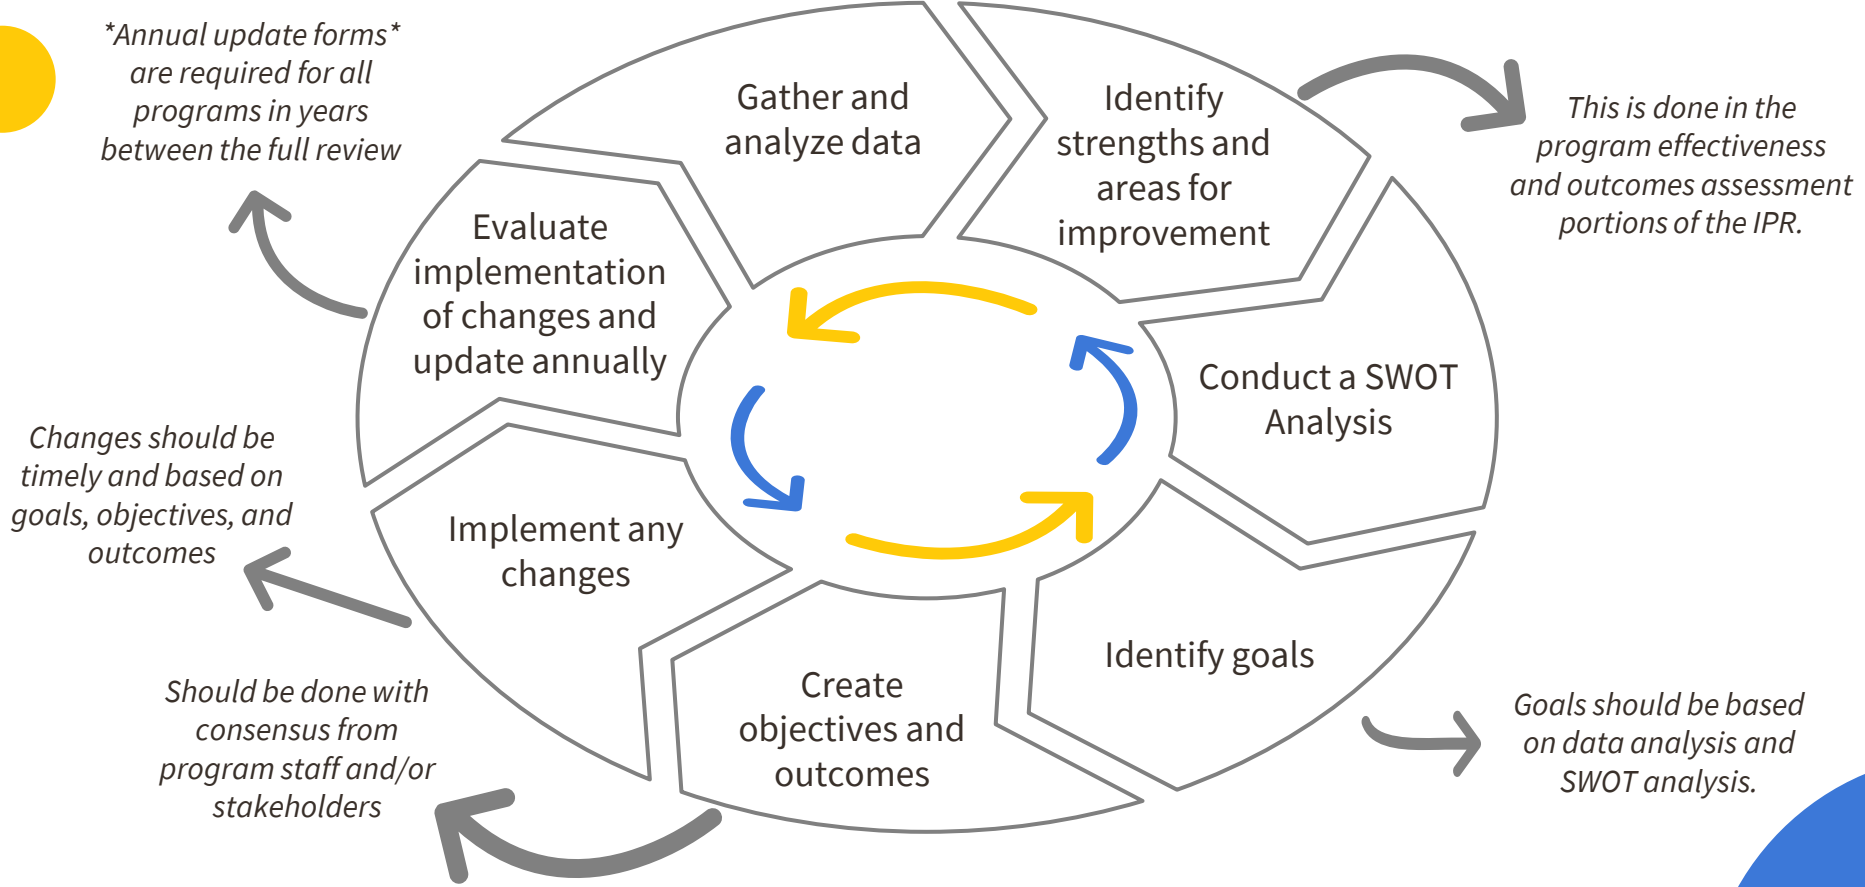 *Annual update forms*
are required for all
programs in years
between the full review
Gather and
analyze data
Identify
strengths and
areas for
improvement
This is done in the
program effectiveness
and outcomes assessment
portions of the IPR.
Evaluate
implementation
of changes and
update annually
Conduct a SWOT
Analysis
Changes should be
timely and based on
goals, objectives, and
outcomes
Implement any
changes
Identify goals
Create
objectives and
outcomes
Should be done with
consensus from
program staff and/or
stakeholders
Goals should be based
on data analysis and
SWOT analysis.